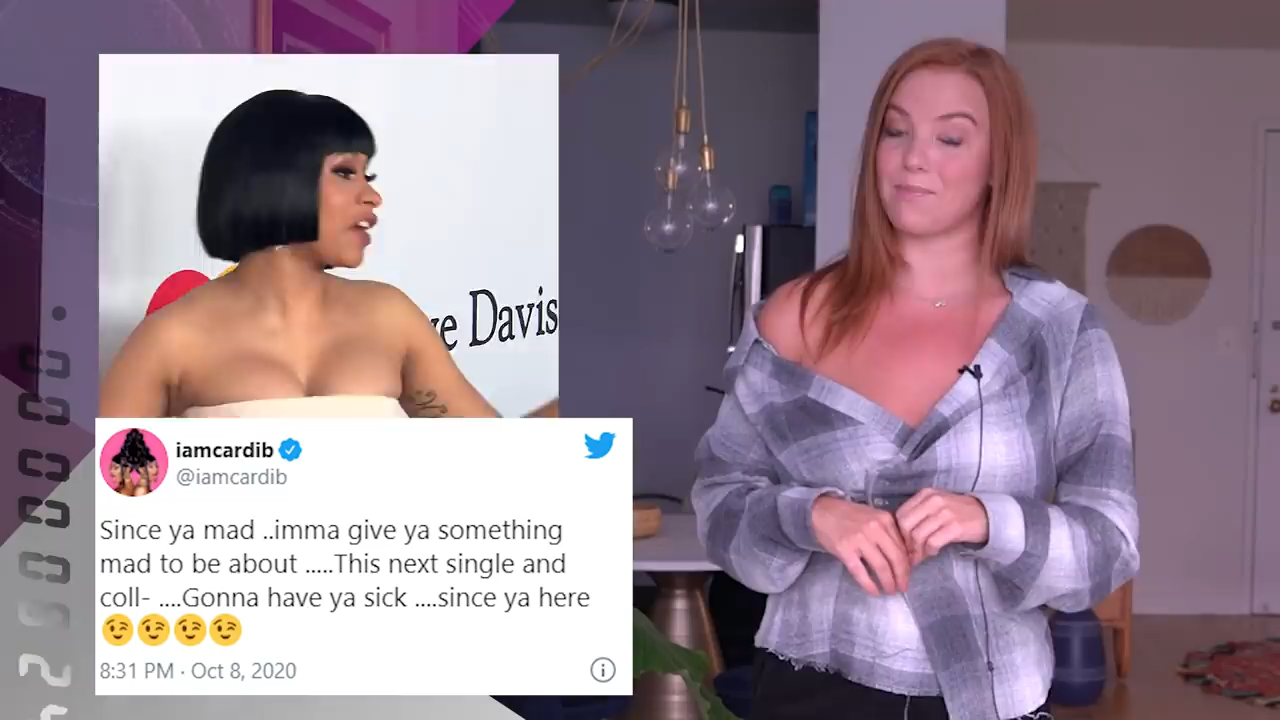 e Davis
iamcardib
@iamcardib
Since ya mad ..imma give ya something
mad to be about .....This next single and
coll- ....Gonna have ya sick ....since ya here
😉😉😉😉
8:31 PM · Oct 8, 2020